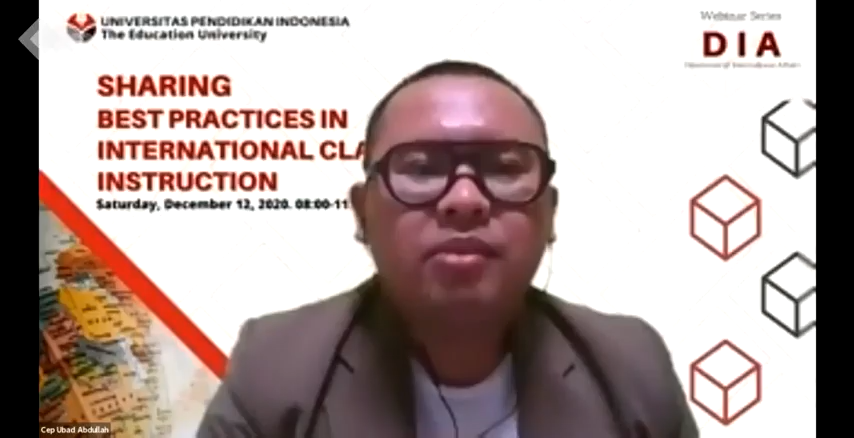 UNIVERSITAS PENDIDIKAN INDONESIA
The Education University
Webinar Series
DIA
SHARING
BEST PRACTICES IN
INTERNATIONAL CLA
INSTRUCTION
Saturday, December 12, 2020. 08:00-11
Cep Ubad Abdullah